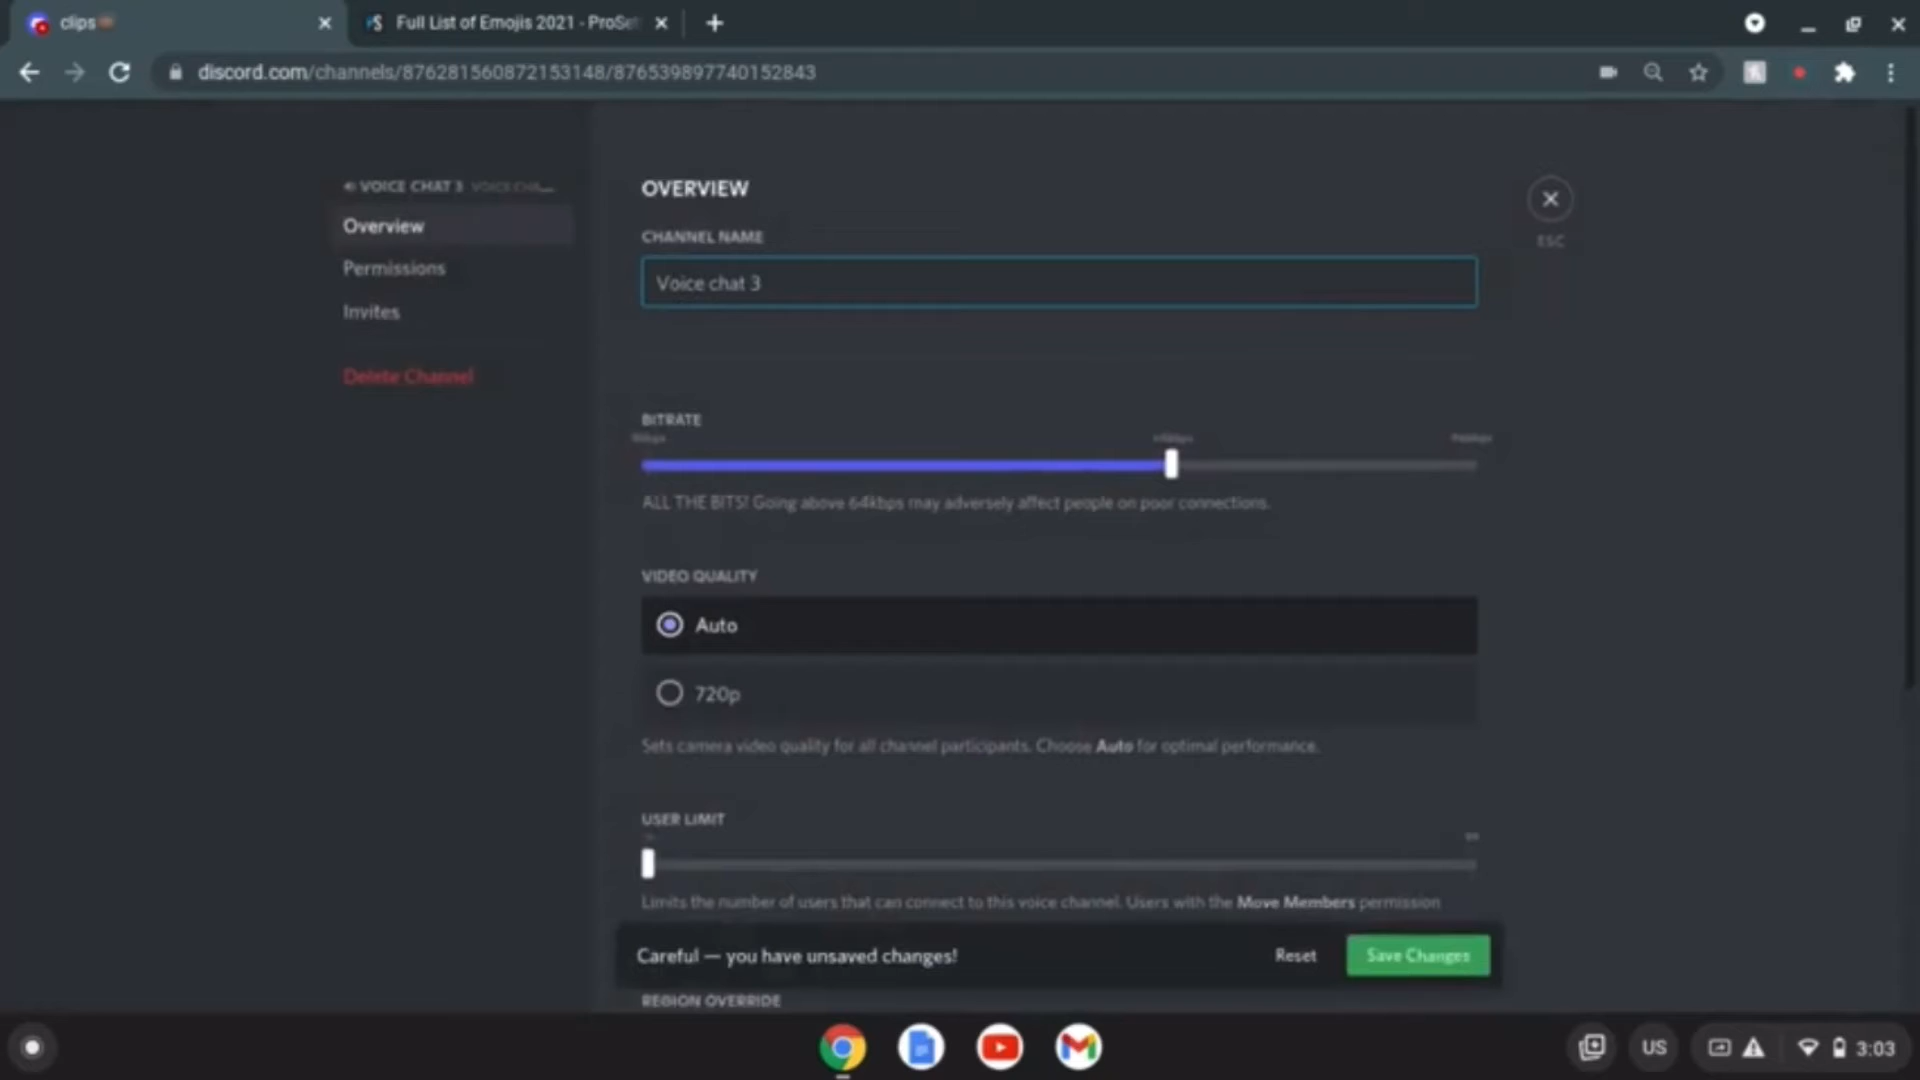 clips
Full List of Emojis 2021 - ProSet
discord.com/channels/876281560872153148/876539897740152843
VOICE CHAT 3
Overview
Permissions
Invites
Delete Channel
OVERVIEW
ESC
CHANNEL NAME
Voice chat 3
BITRATE
ALL THE BITS! Going above 64kbps may adversely affect people on poor connections.
VIDEO QUALITY
Auto
720p
Sets camera video quality for all channel participants. Choose Auto for optimal performance.
USER LIMIT
Limits the number of users that can connect to this voice channel. Users with the Move Members permission
Careful — you have unsaved changes!
Reset
Save Changes
REGION OVERRIDE
US
3:03